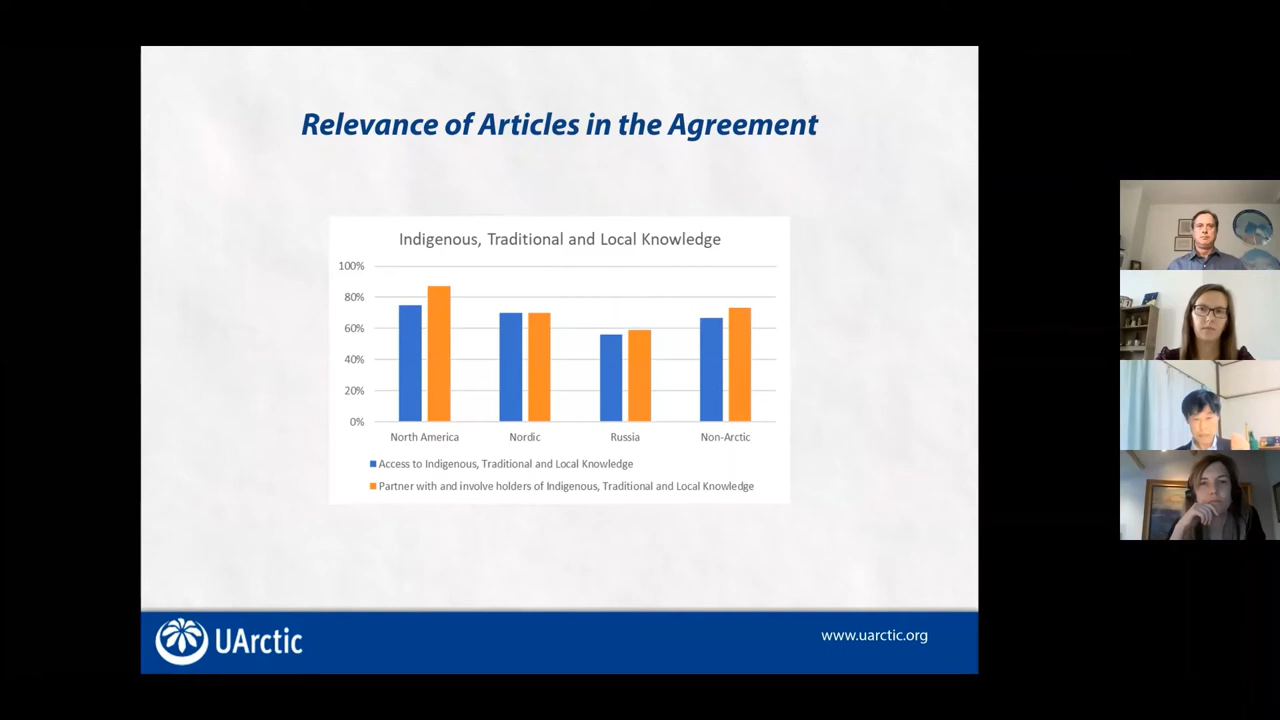 Relevance of Articles in the Agreement
Indigenous, Traditional and Local Knowledge
100%
80%
60%
40%
20%
0%
North America
Nordic
Russia
Non-Arctic
Access to Indigenous, Traditional and Local Knowledge
Partner with and involve holders of Indigenous, Traditional and Local Knowledge
UArctic
www.uarctic.org